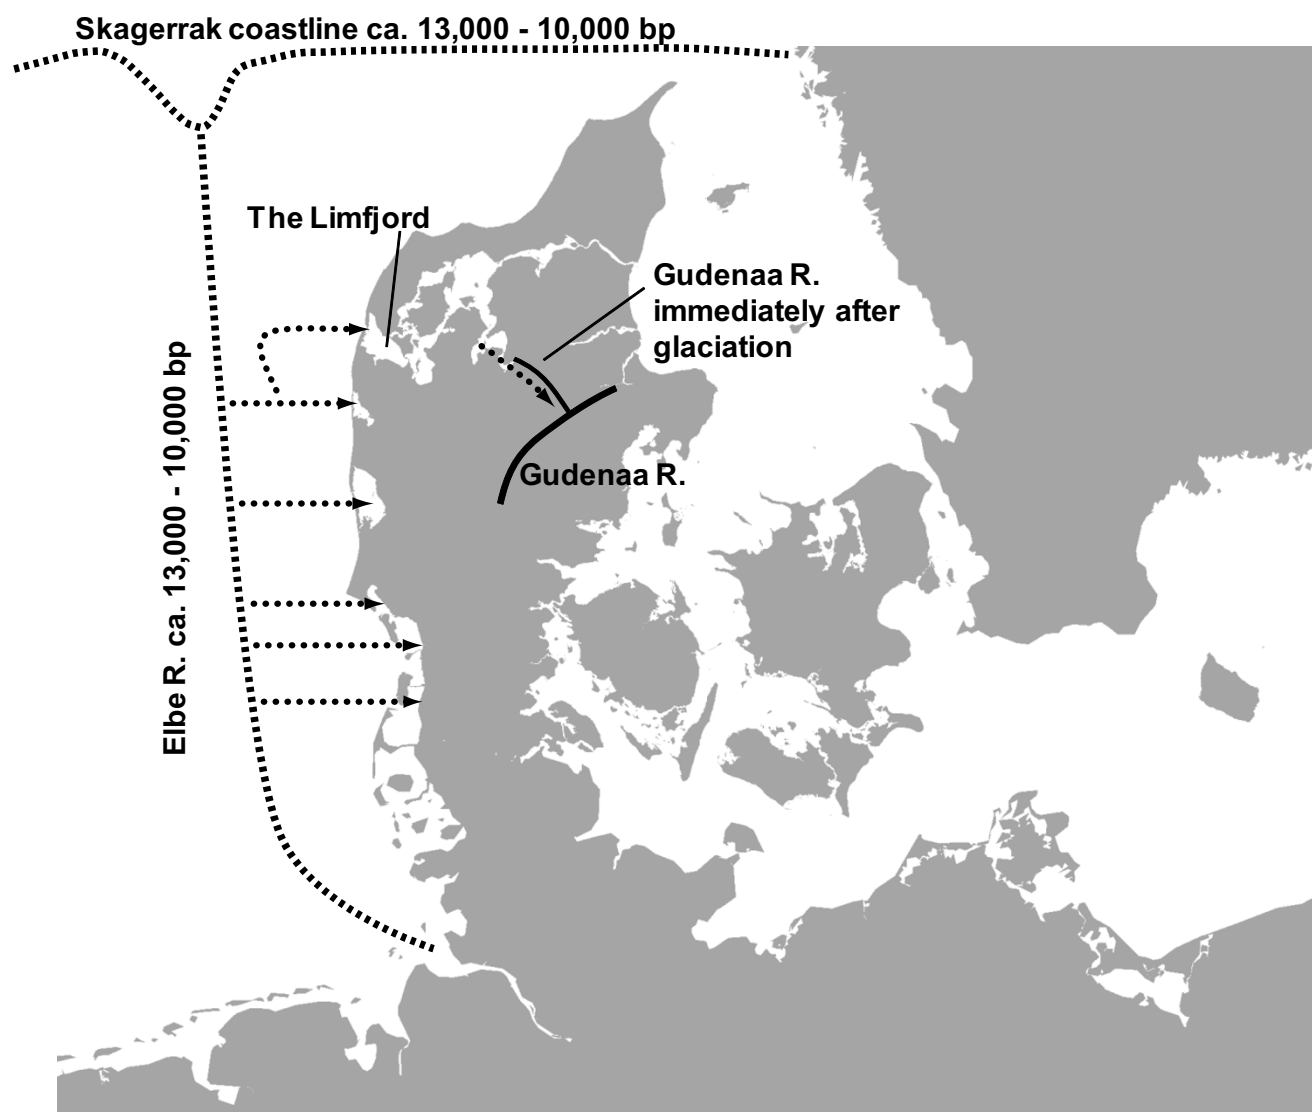 Skagerrak coastline ca. 13,000 - 10,000 bp
The Limfjord
Gudenaa R.
immediately after
glaciation
Gudenaa R.
Elbe R. ca. 13,000 - 10,000 bp